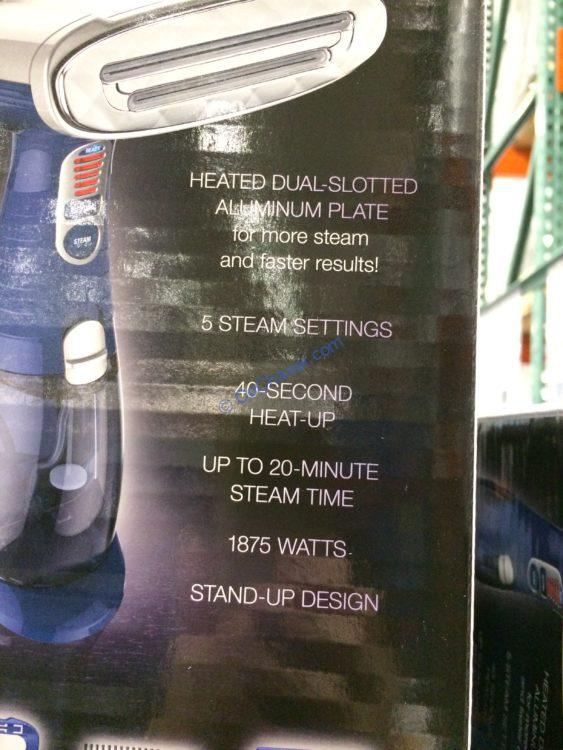 READY
STEAM
HEATED DUAL-SLOTTED
ALUMINUM PLATE
for more steam
and faster results!
5 STEAM SETTINGS
40-SECOND
HEAT-UP
UP TO 20-MINUTE
STEAM TIME
1875 WATTS
STAND-UP DESIGN